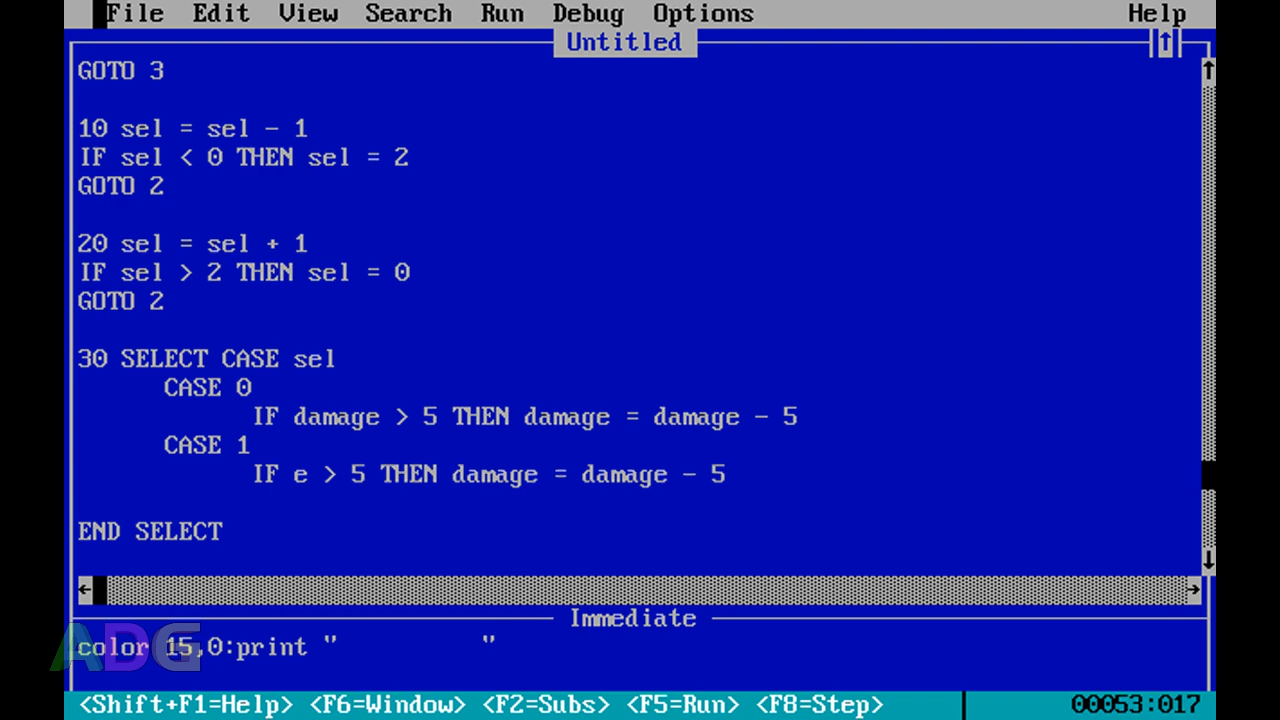 File Edit View Search Run Debug Options Help
Untitled
GOTO 3
10 sel = sel - 1
IF sel < 0 THEN sel = 2
GOTO 2
20 sel = sel + 1
IF sel > 2 THEN sel = 0
GOTO 2
30 SELECT CASE sel
CASE 0
IF damage > 5 THEN damage = damage - 5
CASE 1
IF e > 5 THEN damage = damage - 5
END SELECT
Immediate
color 15,0:print "           "
ADG
<Shift+F1=Help> <F6=Window> <F2=Subs> <F5=Run> <F8=Step> 00053:017